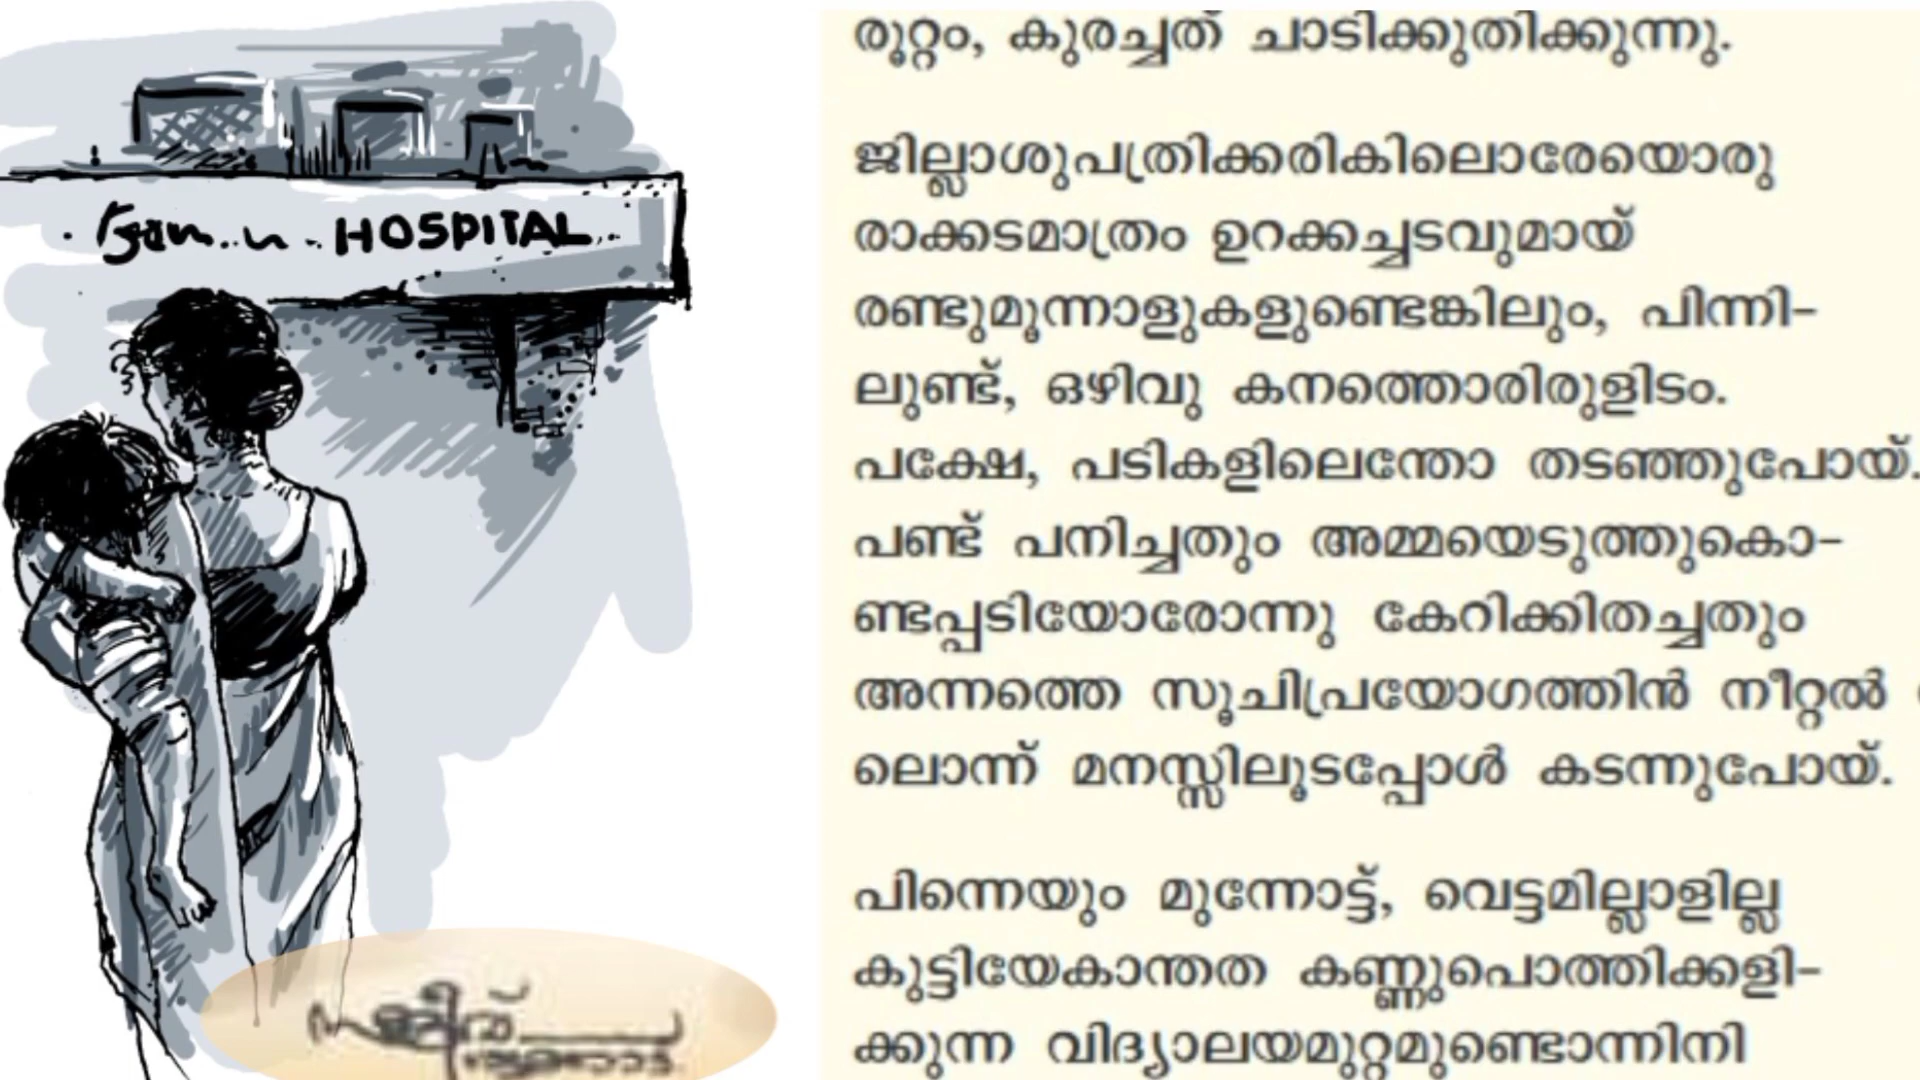 HOSPITAL
രൂറ്റം, കുരച്ചത് ചാടിക്കുതിക്കുന്നു.
ജില്ലാശുപത്രിക്കരികിലൊരേയൊരു
രാക്കടമാത്രം ഉറക്കച്ചടവുമായ്
രണ്ടുമൂന്നാളുകളുണ്ടെങ്കിലും, പിന്നി-
ലുണ്ട്, ഒഴിവു കനത്തൊരിരുളിടം.
പക്ഷേ, പടികളിലെന്തോ തടഞ്ഞുപോയ്.
പണ്ട് പനിച്ചതും അമ്മയെടുത്തുകൊ-
ണ്ടപ്പടിയോരോന്നു കേറിക്കിതച്ചതും
അന്നത്തെ സൂചിപ്രയോഗത്തിൻ നീറ്റൽ
ലൊന്ന് മനസ്സിലൂടപ്പോൾ കടന്നുപോയ്.
പിന്നെയും മുന്നോട്ട്, വെട്ടമില്ലാളില്ല
കുട്ടിയേകാന്തത കണ്ണുപൊത്തിക്കളി-
ക്കുന്ന വിദ്യാലയമുറ്റമുണ്ടൊന്നിനി